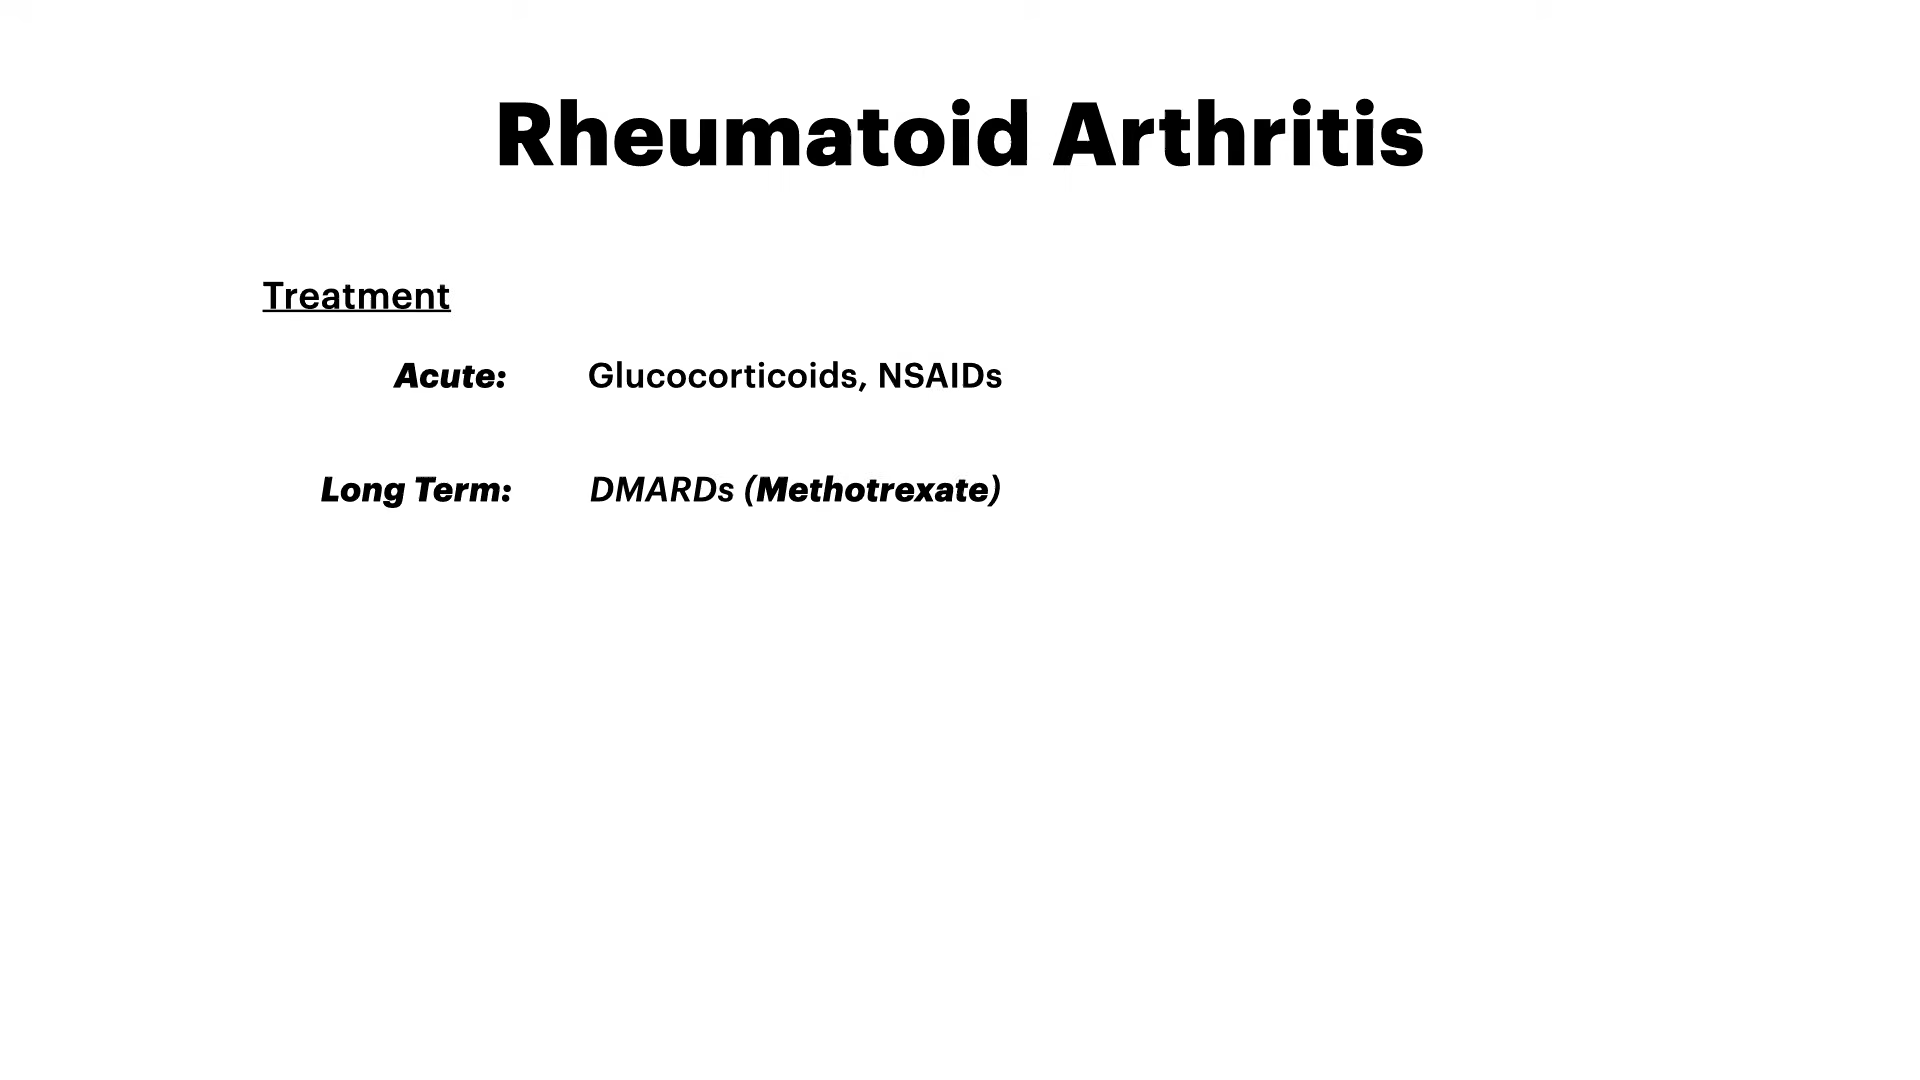 Rheumatoid Arthritis
Treatment
Acute: Glucocorticoids, NSAIDs
Long Term: DMARDs (Methotrexate)